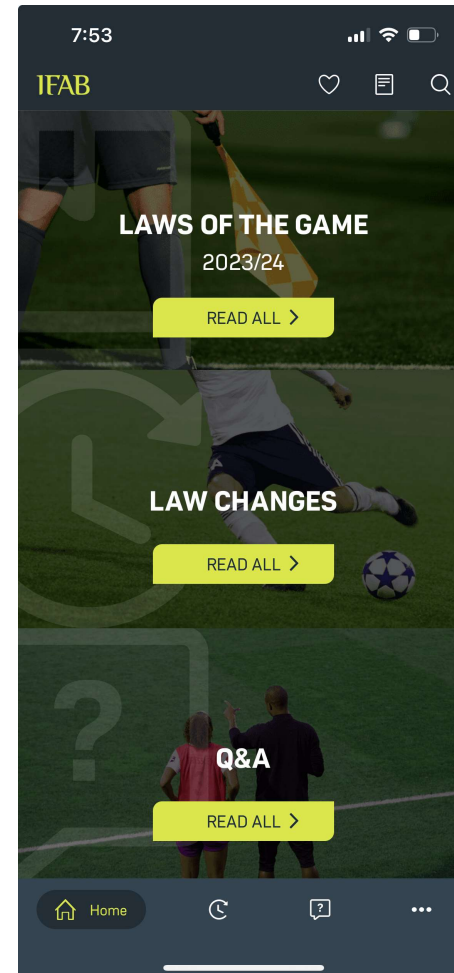 7:53
IFAB
LAWS OF THE GAME
2023/24
READ ALL
LAW CHANGES
READ ALL
?
Q&A
READ ALL
Home
?